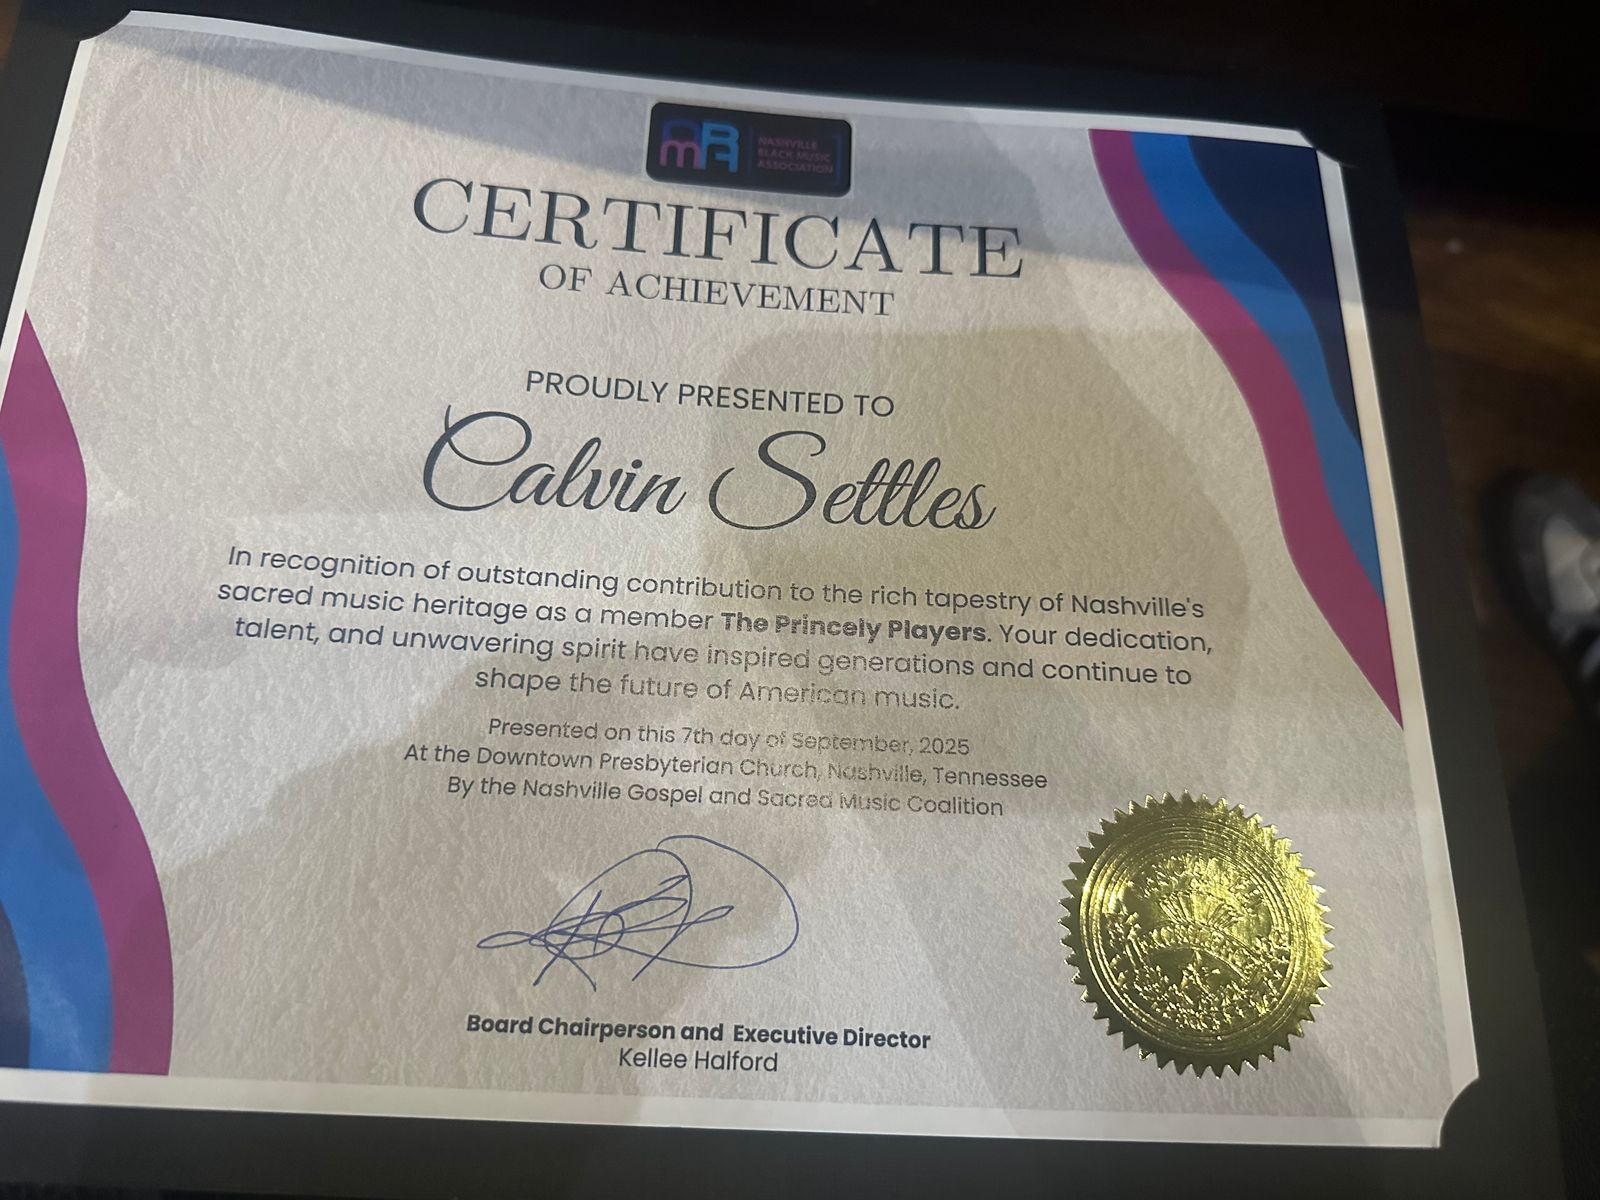 NBMA
NASHVILLE
BLACK MUSIC
ASSOCIATION
CERTIFICATE
OF ACHIEVEMENT
PROUDLY PRESENTED TO
Calvin Settles
In recognition of outstanding contribution to the rich tapestry of Nashville's
sacred music heritage as a member The Princely Players. Your dedication,
talent, and unwavering spirit have inspired generations and continue to
shape the future of American music.
Presented on this 7th day of September, 2025
At the Downtown Presbyterian Church, Nashville, Tennessee
By the Nashville Gospel and Sacred Music Coalition
Board Chairperson and Executive Director
Kellee Halford